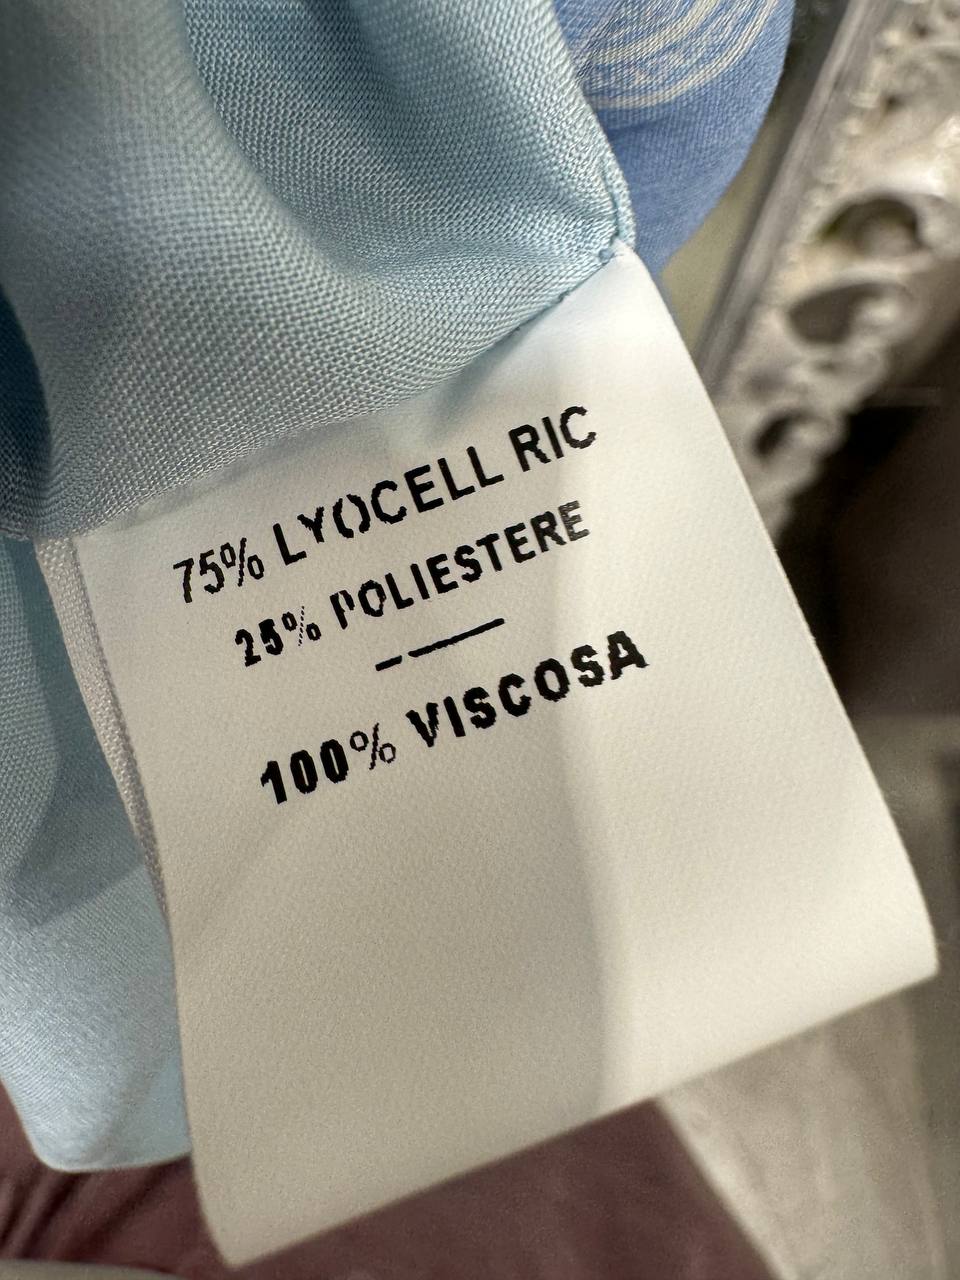 75% LYOCELL RIC
25% POLIESTERE
100% VISCOSA